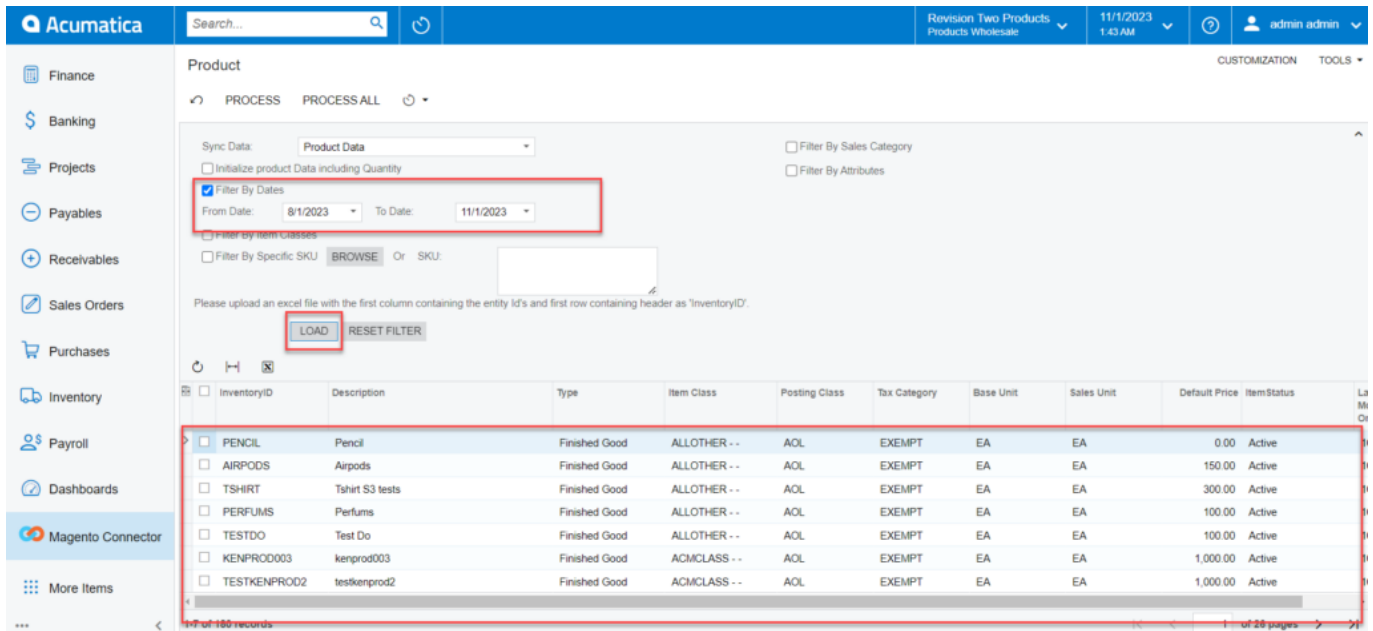 Acumatica
Search...
Revision Two Products
Products Wholesale
11/1/2023
1:43 AM
admin admin
Finance
Banking
Projects
Payables
Receivables
Sales Orders
Purchases
Inventory
Payroll
Dashboards
Magento Connector
More Items
Product
CUSTOMIZATION TOOLS
PROCESS PROCESS ALL
Sync Data: Product Data
Filter By Sales Category
Initialize product Data including Quantity
Filter By Attributes
Filter By Dates
From Date: 8/1/2023 To Date: 11/1/2023
Filter By Item Classes
Filter By Specific SKU BROWSE Or SKU:
Please upload an excel file with the first column containing the entity Id's and first row containing header as 'InventoryID'.
LOAD RESET FILTER
InventoryID Description Type Item Class Posting Class Tax Category Base Unit Sales Unit Default Price ItemStatus
PENCIL Pencil Finished Good ALLOTHER - - AOL EXEMPT EA EA 0.00 Active
AIRPODS Airpods Finished Good ALLOTHER - - AOL EXEMPT EA EA 150.00 Active
TSHIRT Tshirt S3 tests Finished Good ALLOTHER - - AOL EXEMPT EA EA 300.00 Active
PERFUMS Perfums Finished Good ALLOTHER - - AOL EXEMPT EA EA 100.00 Active
TESTDO Test Do Finished Good ALLOTHER - - AOL EXEMPT EA EA 100.00 Active
KENPROD003 kenprod003 Finished Good ACMCLASS - - AOL EXEMPT EA EA 1,000.00 Active
TESTKENPROD2 testkenprod2 Finished Good ACMCLASS - - AOL EXEMPT EA EA 1,000.00 Active
1-7 of 180 records 1 of 26 pages